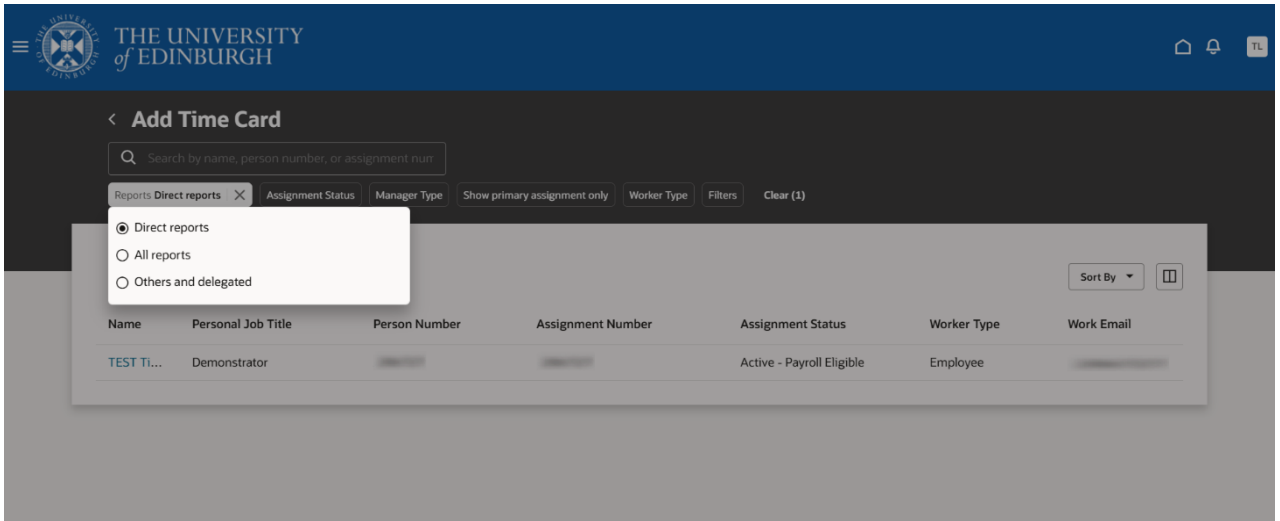 THE UNIVERSITY
of EDINBURGH
TL
Add Time Card
Search by name, person number, or assignment num
Reports Direct reports Assignment Status Manager Type Show primary assignment only Worker Type Filters Clear (1)
Direct reports
All reports
Others and delegated
Sort By
Name Personal Job Title Person Number Assignment Number Assignment Status Worker Type Work Email
TEST Ti... Demonstrator Active - Payroll Eligible Employee